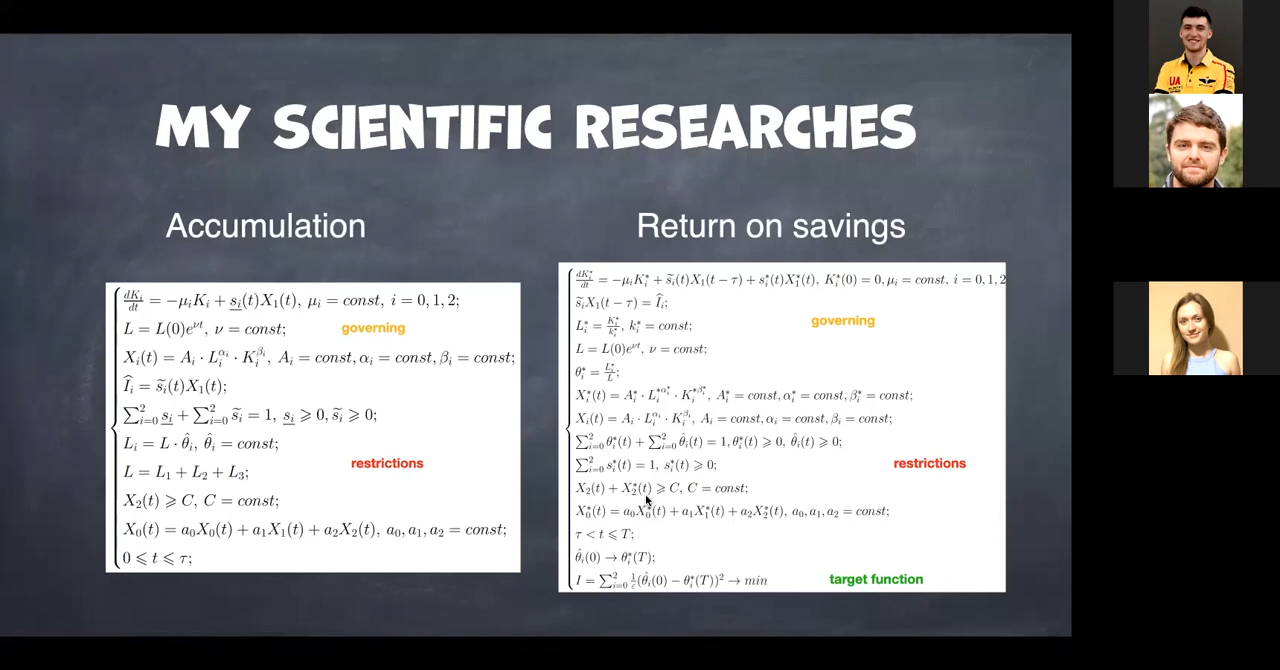 MY SCIENTIFIC RESEARCHES
Accumulation
dK_i/dt = −μ_iK_i + s_i(t)X_1(t), μ_i = const, i = 0, 1, 2;
L = L(0)e^{νt}, ν = const;
governing
X_i(t) = A_i · L_i^{α_i} · K_i^{β_i}, A_i = const, α_i = const, β_i = const;
Î_i = s̃_i(t)X_1(t);
∑_{i=0}^2 s_i + ∑_{i=0}^2 s̃_i = 1, s_i ⩾ 0, s̃_i ⩾ 0;
L_i = L · θ̂_i, θ̂_i = const;
restrictions
L = L_1 + L_2 + L_3;
X_2(t) ⩾ C, C = const;
X_0(t) = a_0X_0(t) + a_1X_1(t) + a_2X_2(t), a_0, a_1, a_2 = const;
0 ⩽ t ⩽ τ;
Return on savings
dK_i^*/dt = −μ_iK_i^* + s̃_i(t)X_1(t − τ) + s_i^*(t)X_1^*(t), K_i^*(0) = 0, μ_i = const, i = 0, 1, 2
s̃_iX_1(t − τ) = Î_i;
governing
L_i^* = K_i^*/k_i^*, k_i^* = const;
L = L(0)e^{νt}, ν = const;
θ_i^* = L_i^*/L;
X_i^*(t) = A_i^* · L_i^{*α_i^*} · K_i^{*β_i^*}, A_i^* = const, α_i^* = const, β_i^* = const;
X_i(t) = A_i · L_i^{α_i} · K_i^{β_i}, A_i = const, α_i = const, β_i = const;
∑_{i=0}^2 θ_i^*(t) + ∑_{i=0}^2 θ̂_i(t) = 1, θ_i^*(t) ⩾ 0, θ̂_i(t) ⩾ 0;
∑_{i=0}^2 s_i^*(t) = 1, s_i^*(t) ⩾ 0;
restrictions
X_2(t) + X_2^*(t) ⩾ C, C = const;
X_0^*(t) = a_0X_0^*(t) + a_1X_1^*(t) + a_2X_2^*(t), a_0, a_1, a_2 = const;
τ < t ⩽ T;
θ̂_i(0) → θ_i^*(T);
I = ∑_{i=0}^2 1/ε(θ̂_i(0) − θ_i^*(T))^2 → min
target function
UA